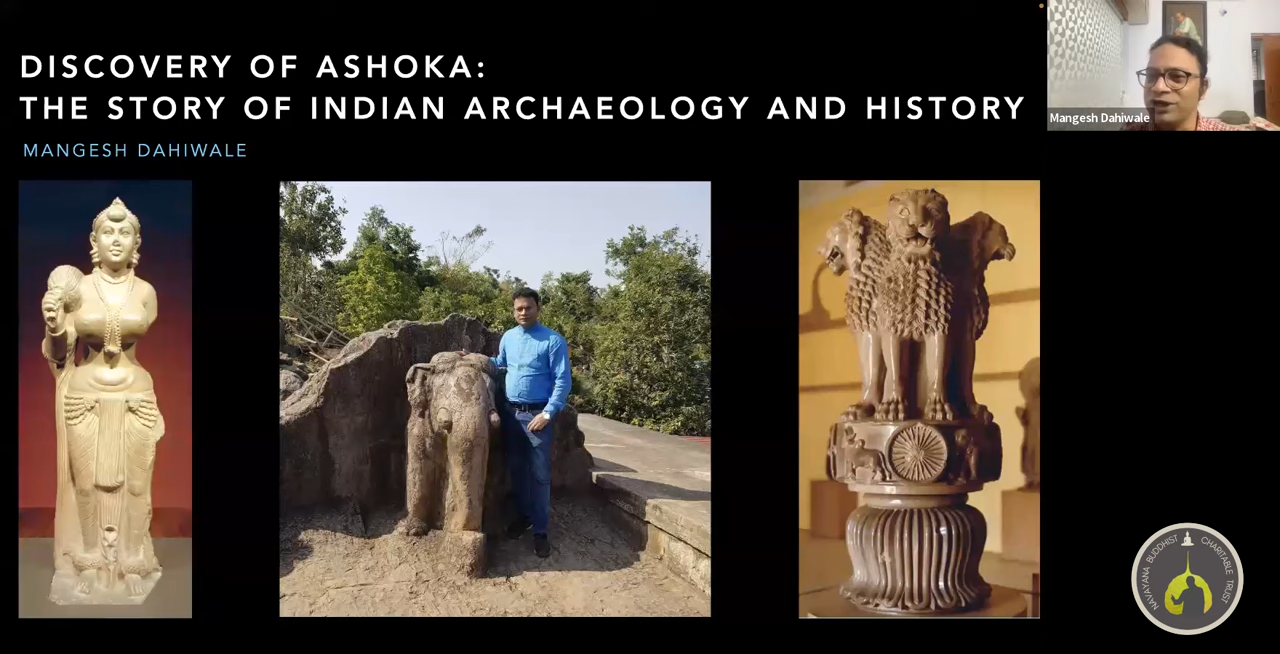 DISCOVERY OF ASHOKA:
THE STORY OF INDIAN ARCHAEOLOGY AND HISTORY
MANGESH DAHIWALE
Mangesh Dahiwale
NAVAYANA BUDDHIST CHARITABLE TRUST